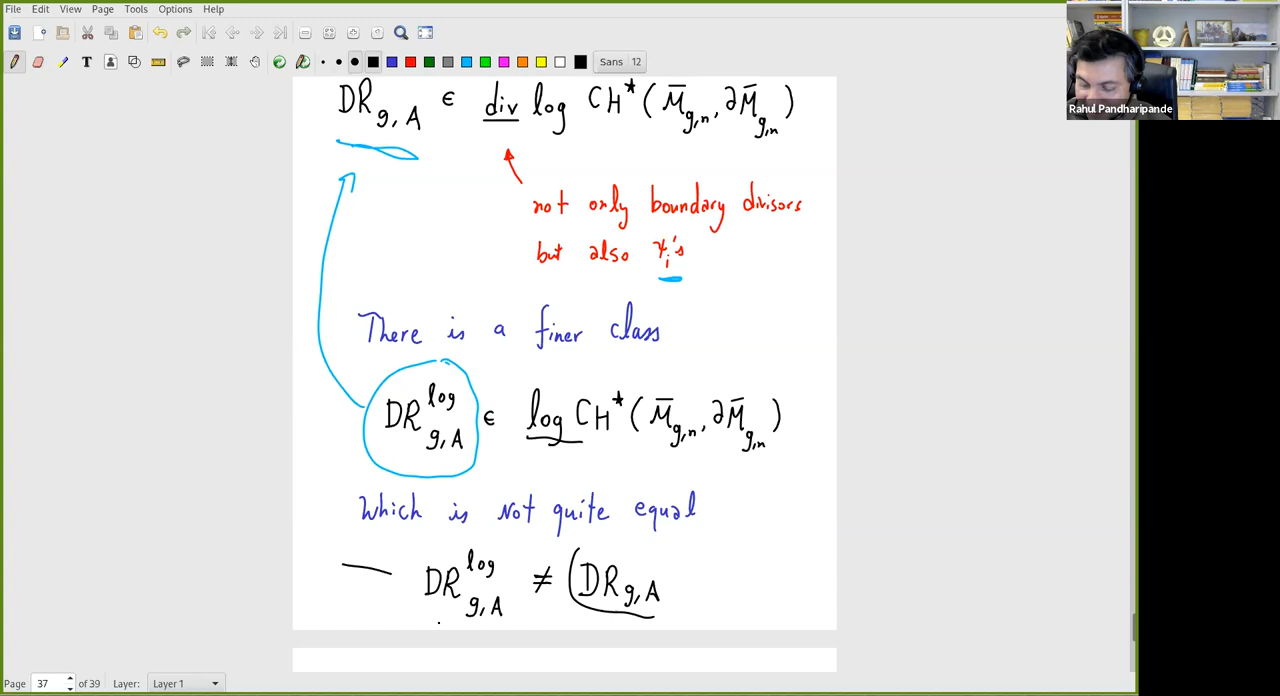 File Edit View Page Tools Options Help
Sans 12
Rahul Pandharipande
DR_{g,A} ∈ div log CH*(M̄_{g,n}, ∂M̄_{g,n})
not only boundary divisors
but also ψ_i's
There is a finer class
DR^{log}_{g,A} ∈ log CH*(M̄_{g,n}, ∂M̄_{g,n})
Which is Not quite equal
DR^{log}_{g,A} ≠ (DR_{g,A}
Page 37 of 39 Layer: Layer 1